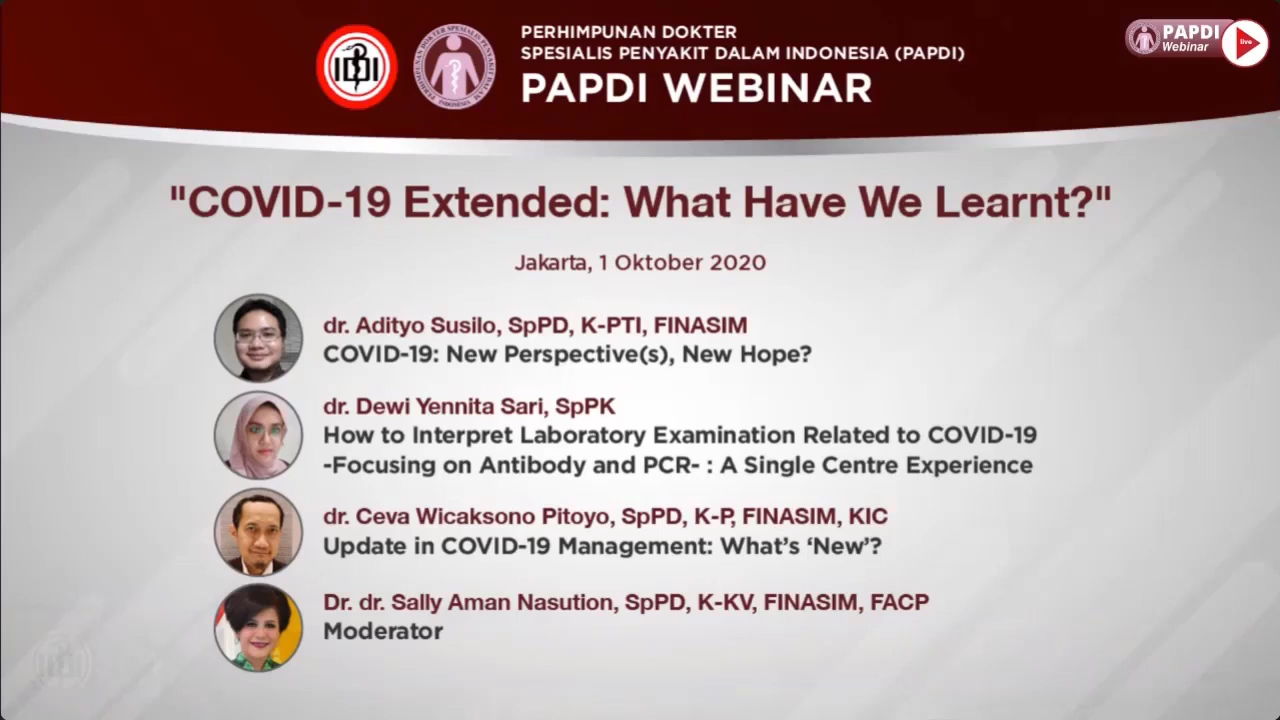 PERHIMPUNAN DOKTER
SPESIALIS PENYAKIT DALAM INDONESIA (PAPDI)
PAPDI WEBINAR
PAPDI
Webinar
live
"COVID-19 Extended: What Have We Learnt?"
Jakarta, 1 Oktober 2020
dr. Adityo Susilo, SpPD, K-PTI, FINASIM
COVID-19: New Perspective(s), New Hope?
dr. Dewi Yennita Sari, SpPK
How to Interpret Laboratory Examination Related to COVID-19
-Focusing on Antibody and PCR- : A Single Centre Experience
dr. Ceva Wicaksono Pitoyo, SpPD, K-P, FINASIM, KIC
Update in COVID-19 Management: What’s ‘New’?
Dr. dr. Sally Aman Nasution, SpPD, K-KV, FINASIM, FACP
Moderator